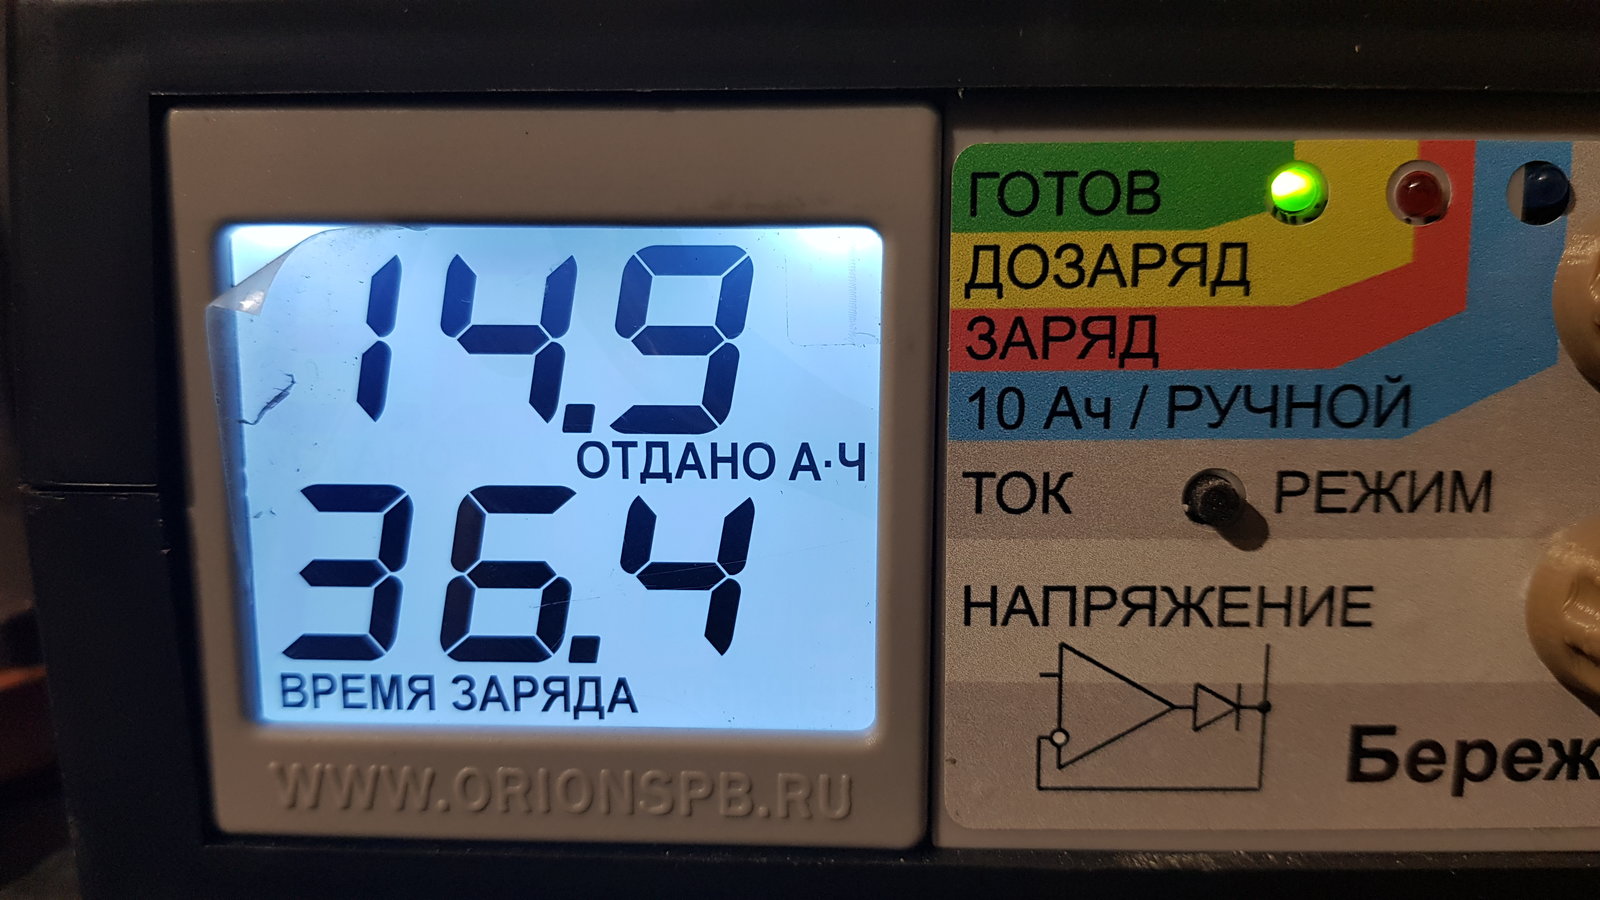 14.9
ОТДАНО А·Ч
36.4
ВРЕМЯ ЗАРЯДА
WWW.ORIONSPB.RU
ГОТОВ
ДОЗАРЯД
ЗАРЯД
10 Ач / РУЧНОЙ
ТОК РЕЖИМ
НАПРЯЖЕНИЕ
Береж